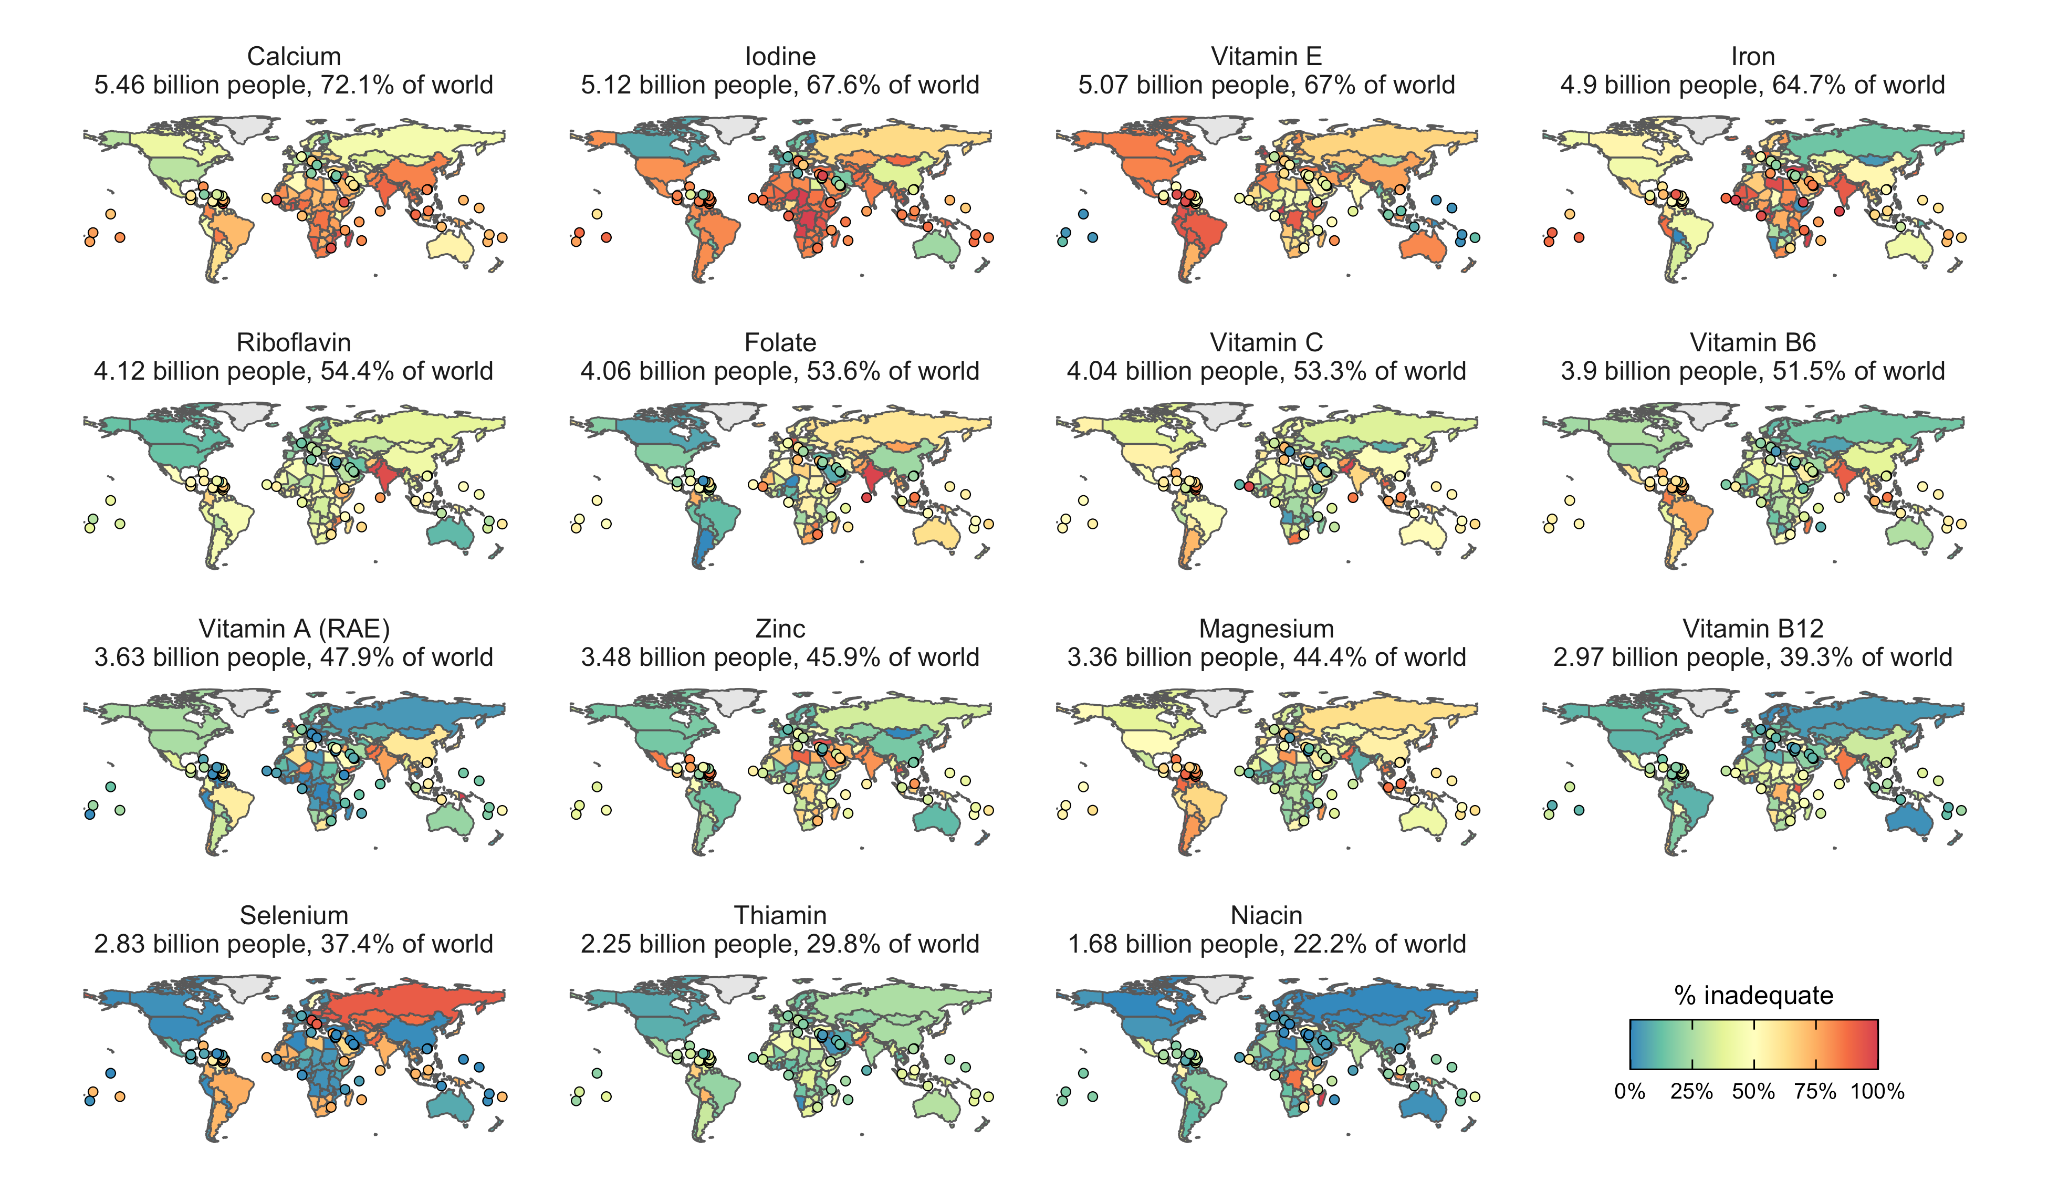 Calcium
5.46 billion people, 72.1% of world
Iodine
5.12 billion people, 67.6% of world
Vitamin E
5.07 billion people, 67% of world
Iron
4.9 billion people, 64.7% of world
Riboflavin
4.12 billion people, 54.4% of world
Folate
4.06 billion people, 53.6% of world
Vitamin C
4.04 billion people, 53.3% of world
Vitamin B6
3.9 billion people, 51.5% of world
Vitamin A (RAE)
3.63 billion people, 47.9% of world
Zinc
3.48 billion people, 45.9% of world
Magnesium
3.36 billion people, 44.4% of world
Vitamin B12
2.97 billion people, 39.3% of world
Selenium
2.83 billion people, 37.4% of world
Thiamin
2.25 billion people, 29.8% of world
Niacin
1.68 billion people, 22.2% of world
% inadequate
0% 25% 50% 75% 100%